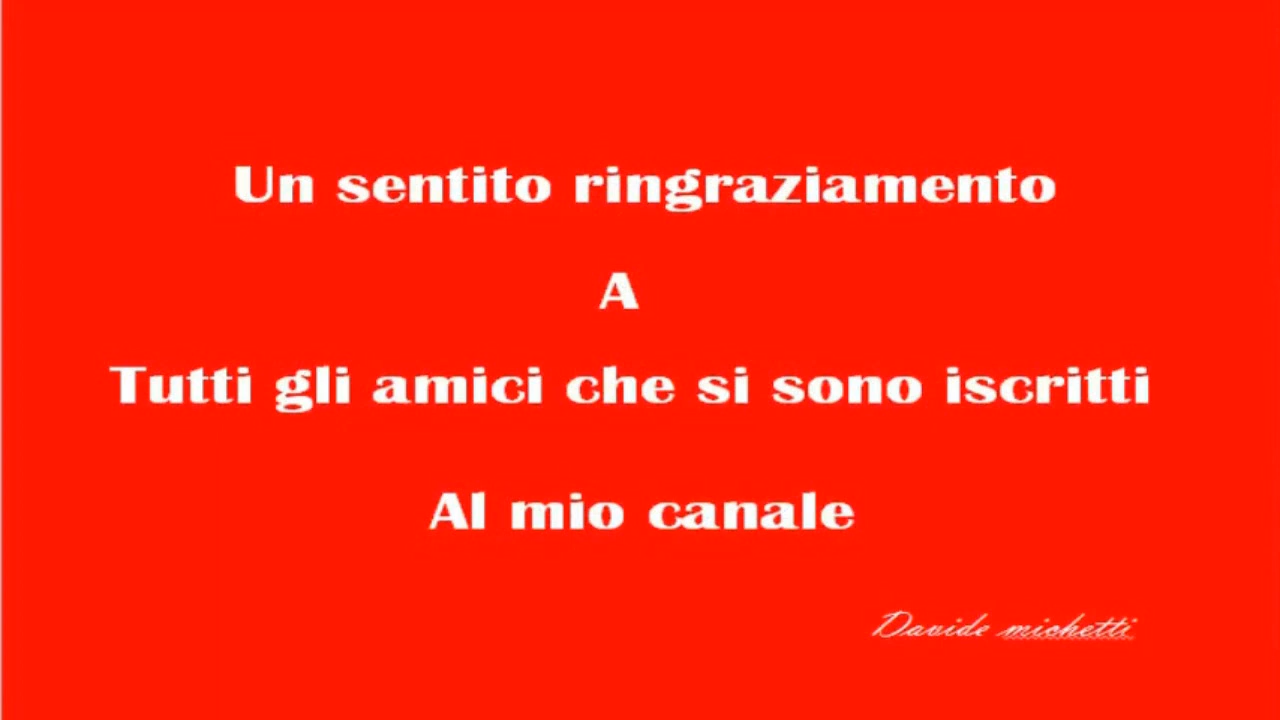 Un sentito ringraziamento
A
Tutti gli amici che si sono iscritti
Al mio canale
Davide michetti